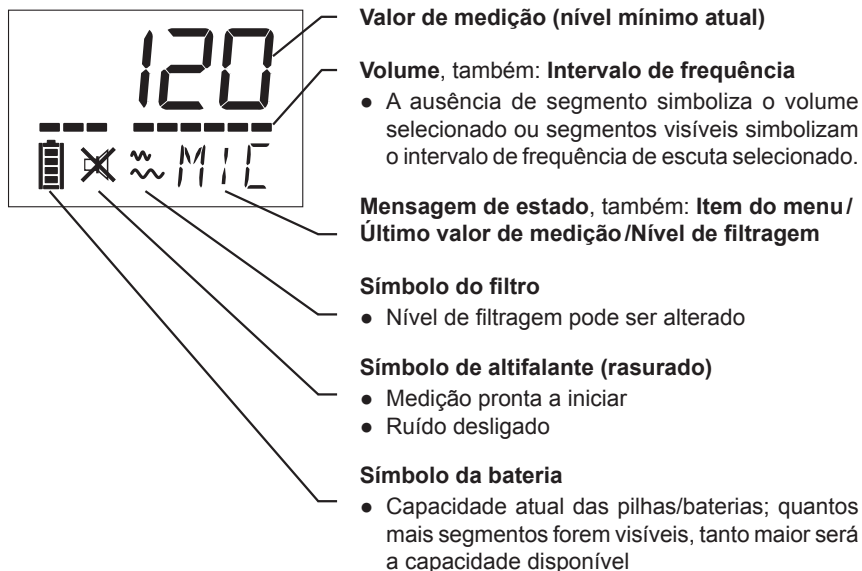 120
MIC
Valor de medição (nível mínimo atual)
Volume, também: Intervalo de frequência
● A ausência de segmento simboliza o volume
selecionado ou segmentos visíveis simbolizam
o intervalo de frequência de escuta selecionado.
Mensagem de estado, também: Item do menu/
Último valor de medição/Nível de filtragem
Símbolo do filtro
● Nível de filtragem pode ser alterado
Símbolo de altifalante (rasurado)
● Medição pronta a iniciar
● Ruído desligado
Símbolo da bateria
● Capacidade atual das pilhas/baterias; quantos
mais segmentos forem visíveis, tanto maior será
a capacidade disponível